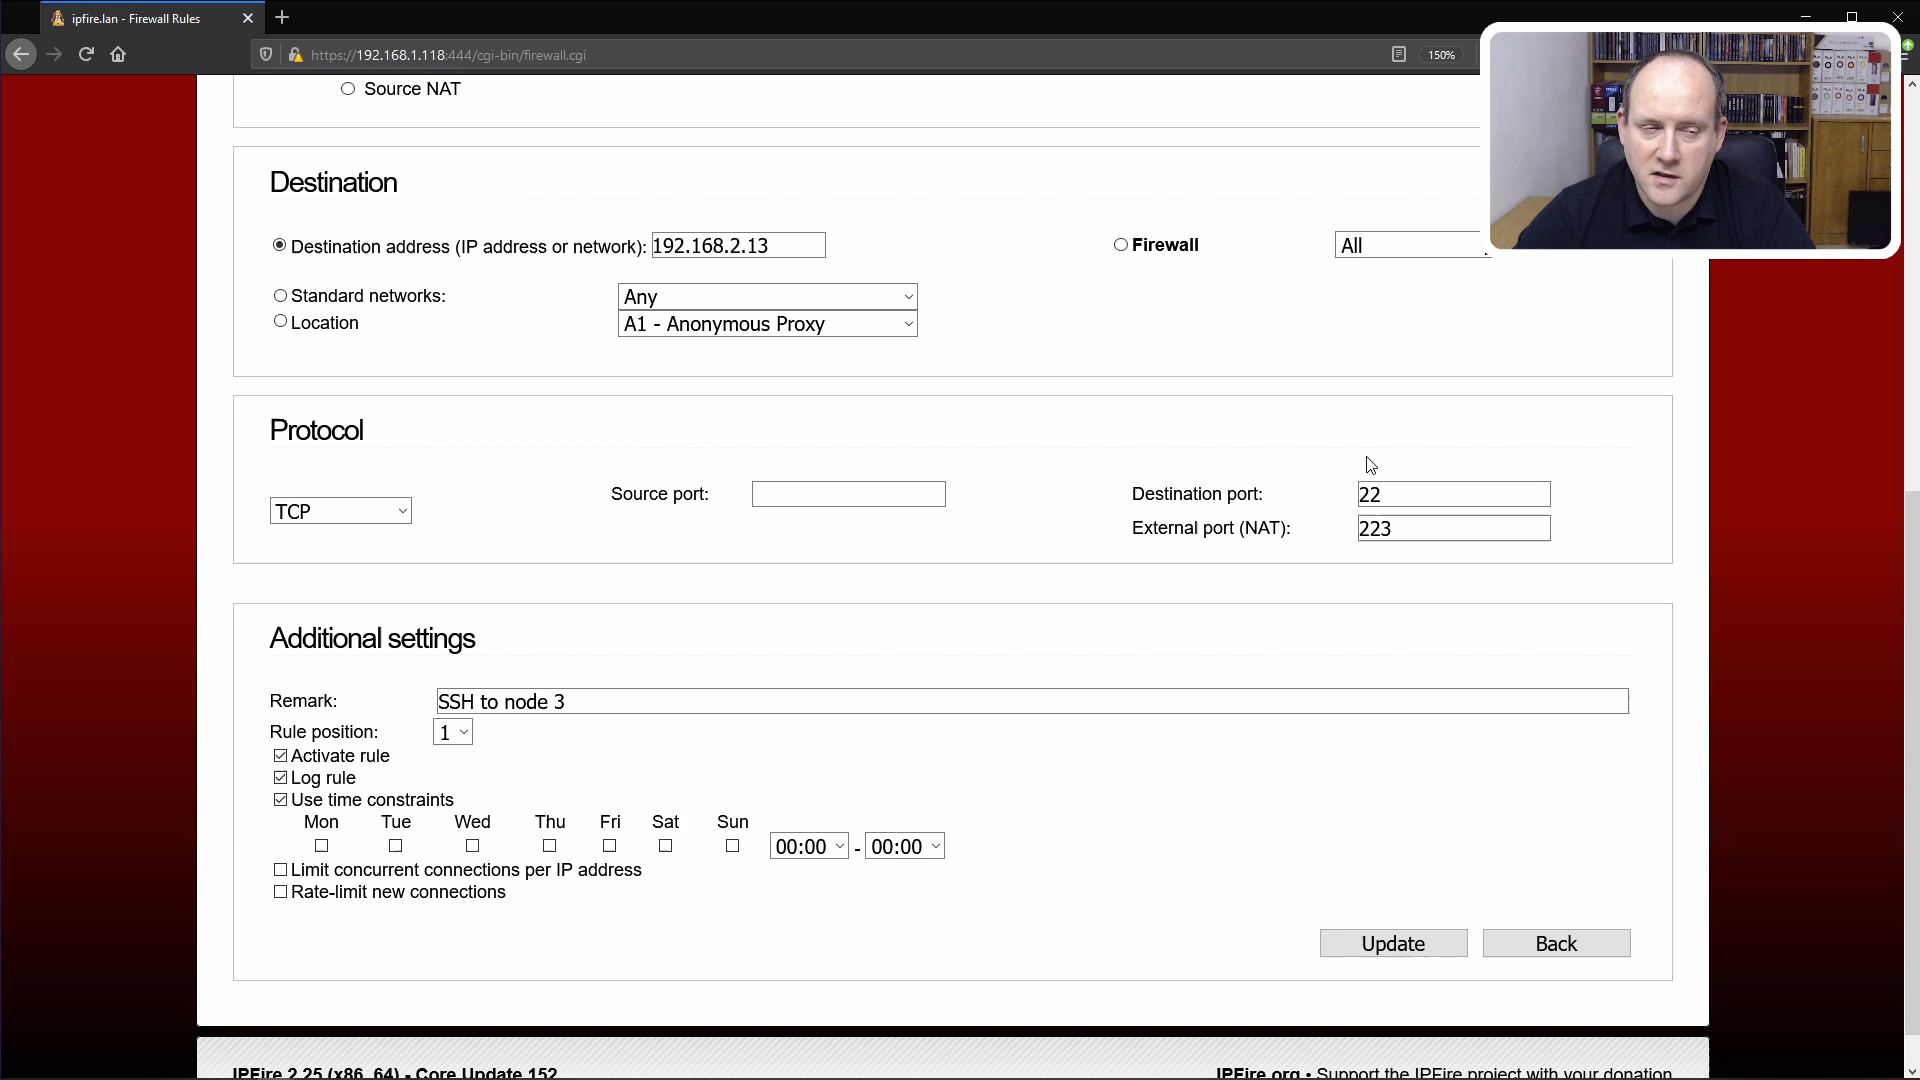 ipfire.lan - Firewall Rules
https://192.168.1.118:444/cgi-bin/firewall.cgi
150%
Source NAT
Destination
Destination address (IP address or network): 192.168.2.13
Firewall All
Standard networks: Any
Location A1 - Anonymous Proxy
Protocol
TCP
Source port:
Destination port: 22
External port (NAT): 223
Additional settings
Remark: SSH to node 3
Rule position: 1
Activate rule
Log rule
Use time constraints
Mon Tue Wed Thu Fri Sat Sun
00:00 - 00:00
Limit concurrent connections per IP address
Rate-limit new connections
Update Back
IPFire 2.25 (x86_64) - Core Update 152
IPFire.org • Support the IPFire project with your donation